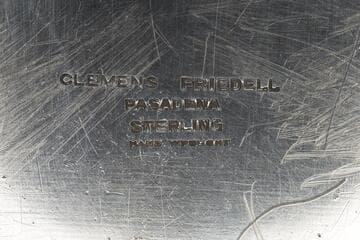 CLEMENS FRIEDELL
PASADENA
STERLING
HAND WROUGHT